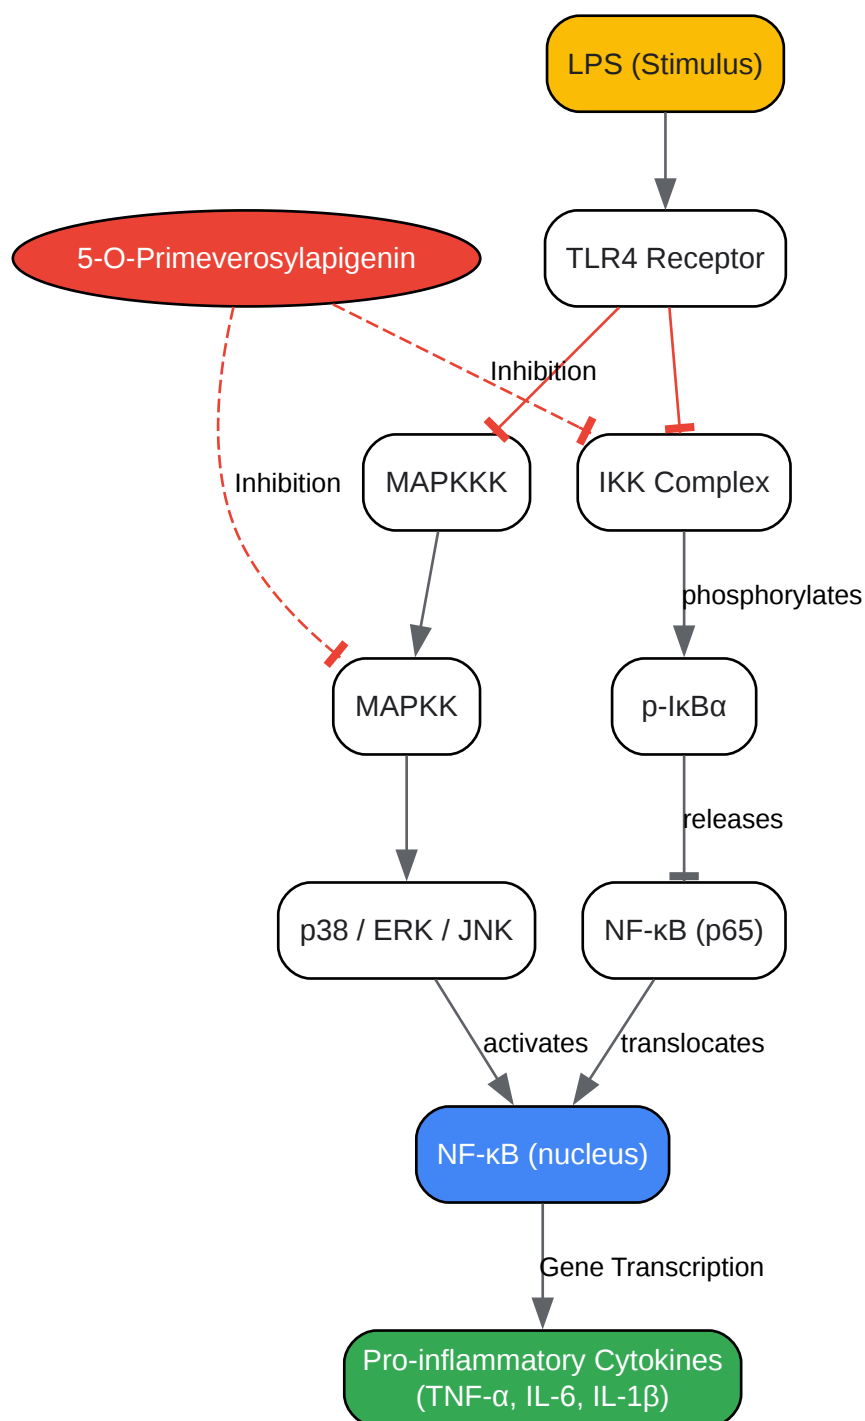 LPS (Stimulus)
5-O-Primeverosylapigenin
TLR4 Receptor
Inhibition
Inhibition
MAPKKK
IKK Complex
phosphorylates
MAPKK
p-IκBα
releases
p38 / ERK / JNK
NF-κB (p65)
activates
translocates
NF-κB (nucleus)
Gene Transcription
Pro-inflammatory Cytokines
(TNF-α, IL-6, IL-1β)